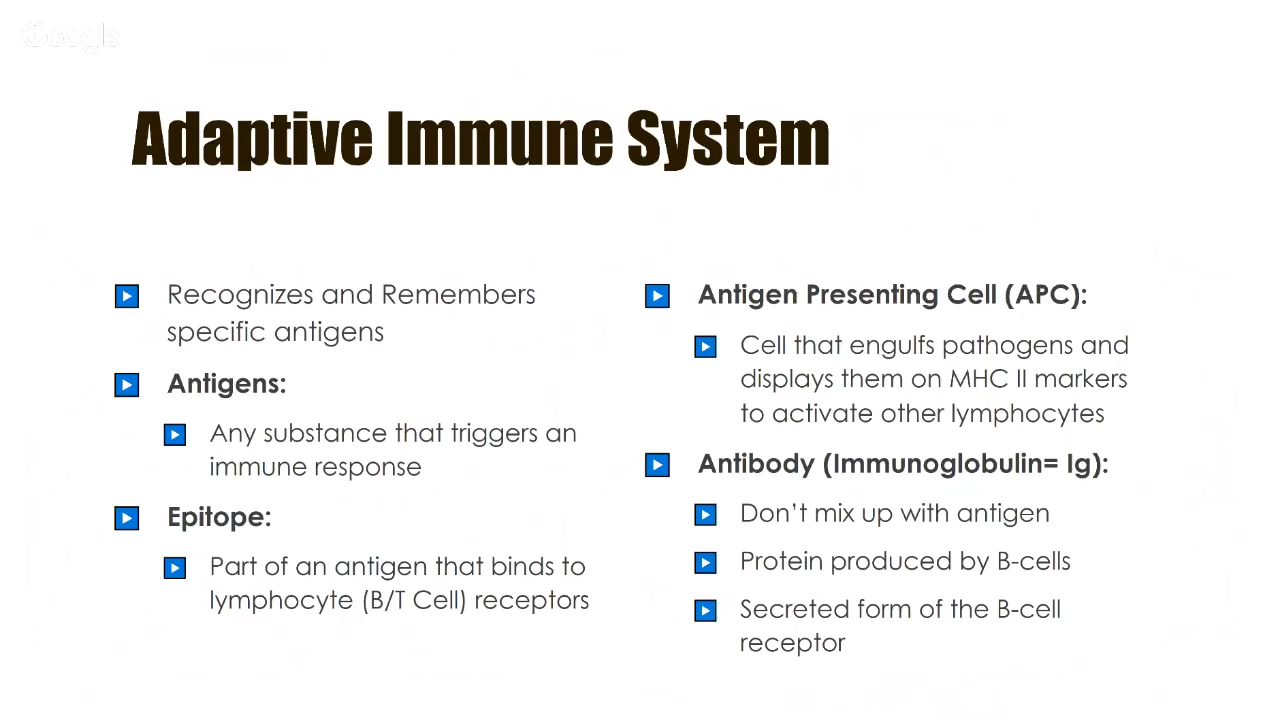 Google
Adaptive Immune System
Recognizes and Remembers
specific antigens
Antigens:
Any substance that triggers an
immune response
Epitope:
Part of an antigen that binds to
lymphocyte (B/T Cell) receptors
Antigen Presenting Cell (APC):
Cell that engulfs pathogens and
displays them on MHC II markers
to activate other lymphocytes
Antibody (Immunoglobulin= Ig):
Don't mix up with antigen
Protein produced by B-cells
Secreted form of the B-cell
receptor